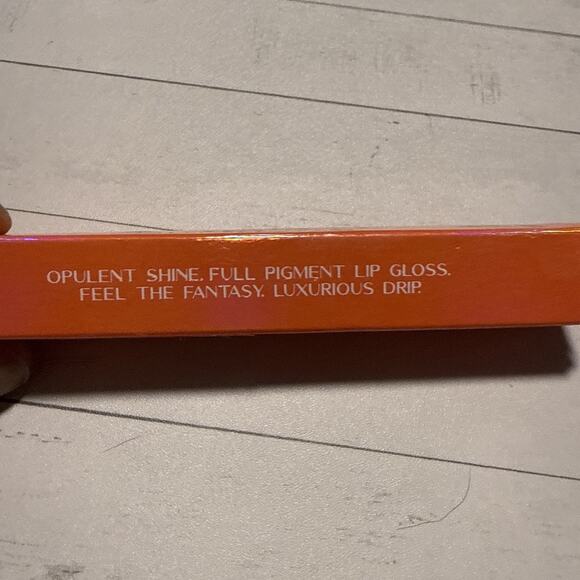 OPULENT SHINE. FULL PIGMENT LIP GLOSS.
FEEL THE FANTASY. LUXURIOUS DRIP.